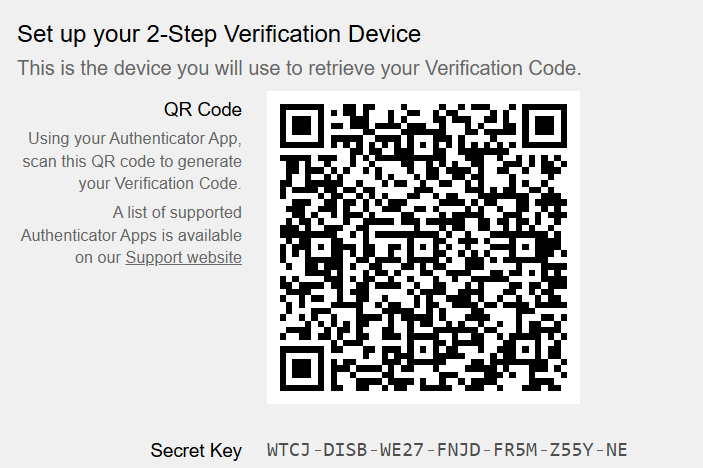 Set up your 2-Step Verification Device
This is the device you will use to retrieve your Verification Code.
QR Code
Using your Authenticator App,
scan this QR code to generate
your Verification Code.
A list of supported
Authenticator Apps is available
on our Support website
Secret Key WTCJ-DISB-WE27-FNJD-FR5M-Z55Y-NE